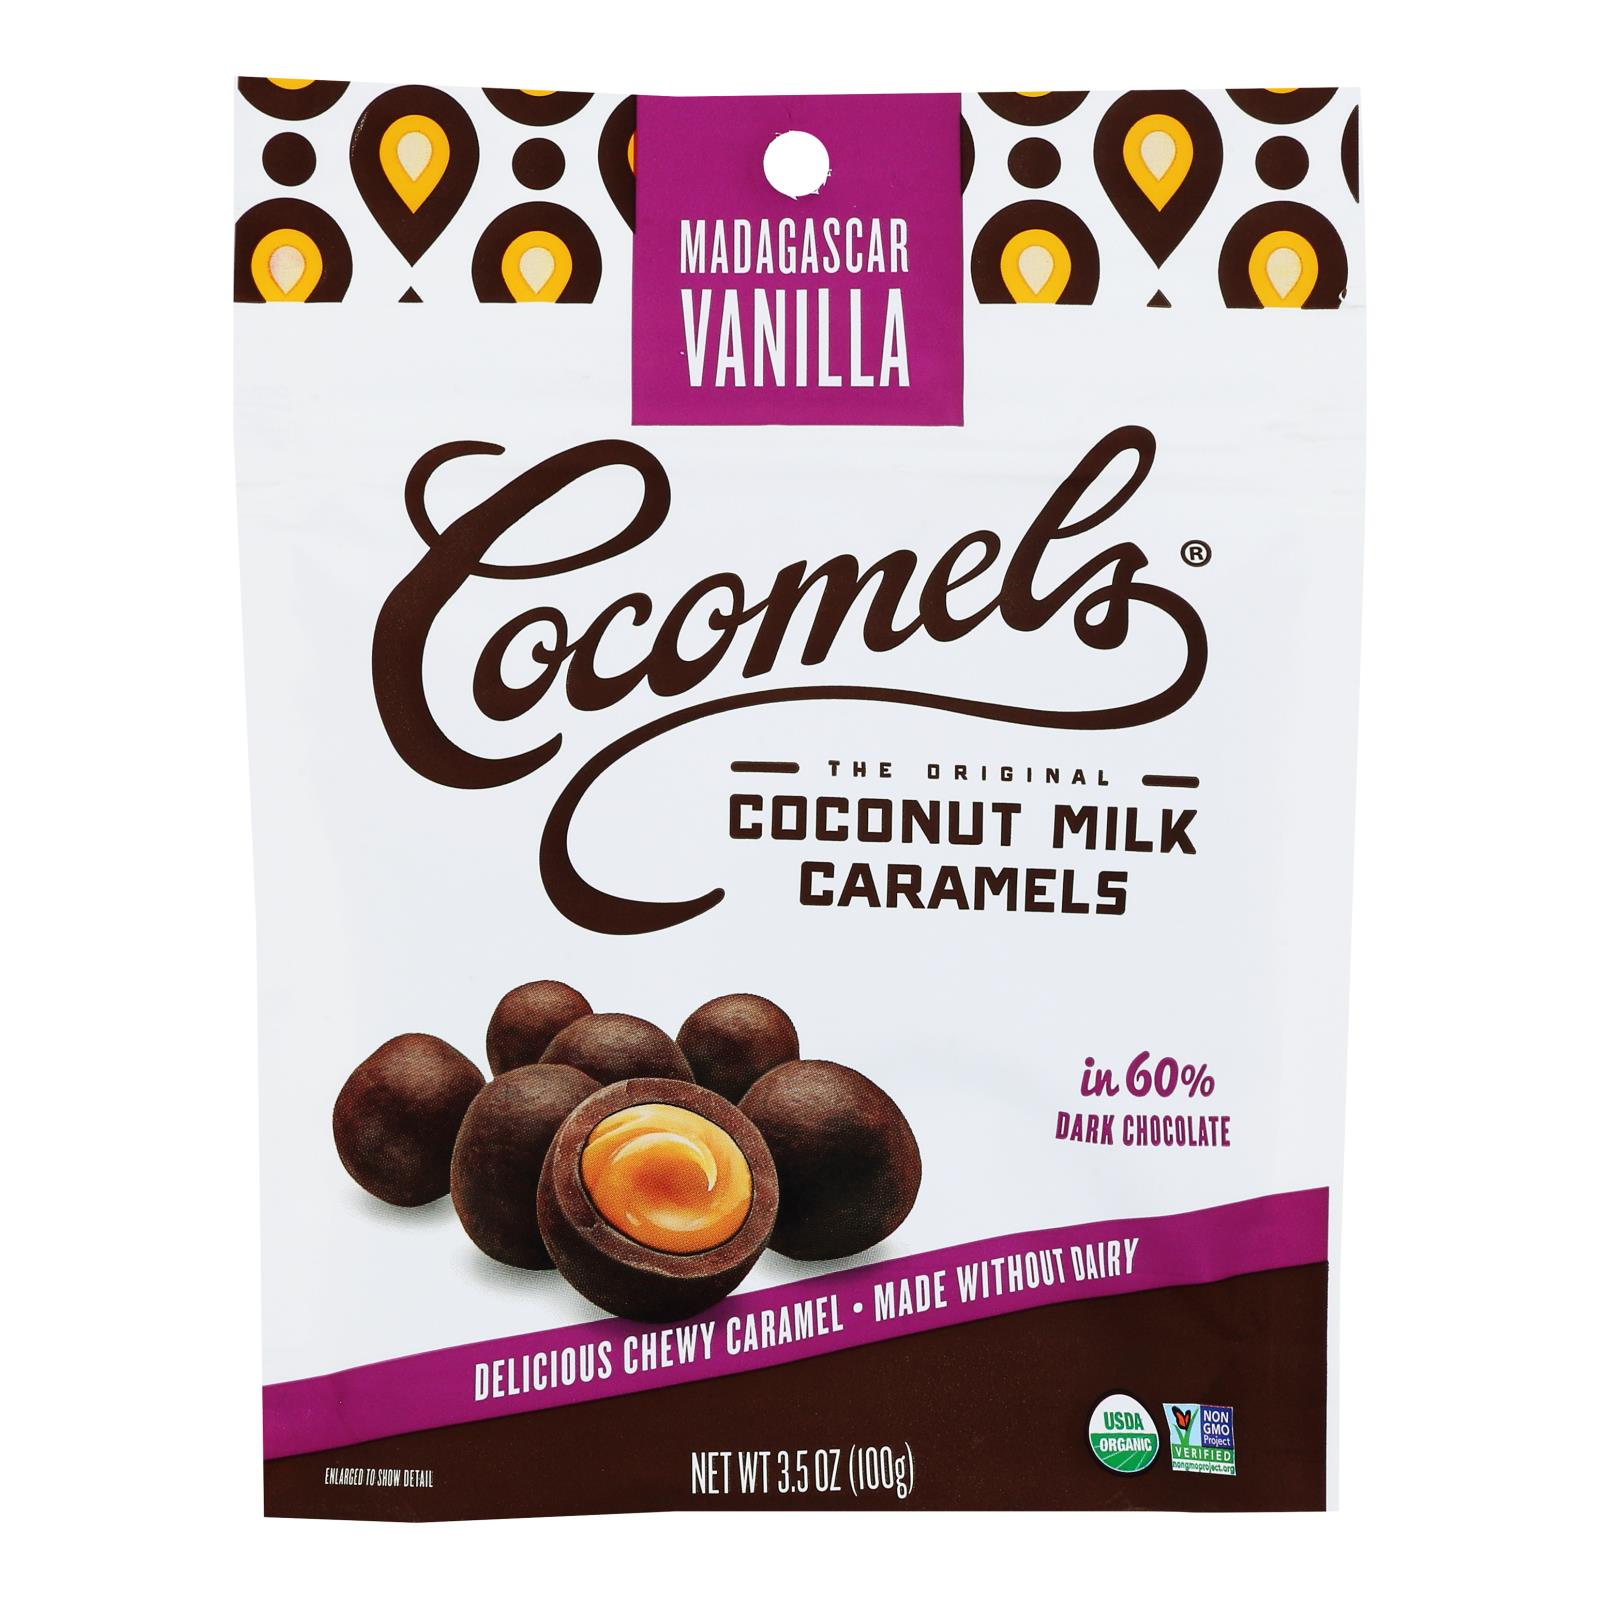 MADAGASCAR
VANILLA
Cocomels®
THE ORIGINAL
COCONUT MILK
CARAMELS
in 60%
DARK CHOCOLATE
DELICIOUS CHEWY CARAMEL • MADE WITHOUT DAIRY
USDA
ORGANIC
NON
GMO
Project
VERIFIED
nongmoproject.org
ENLARGED TO SHOW DETAIL
NET WT 3.5 OZ (100g)